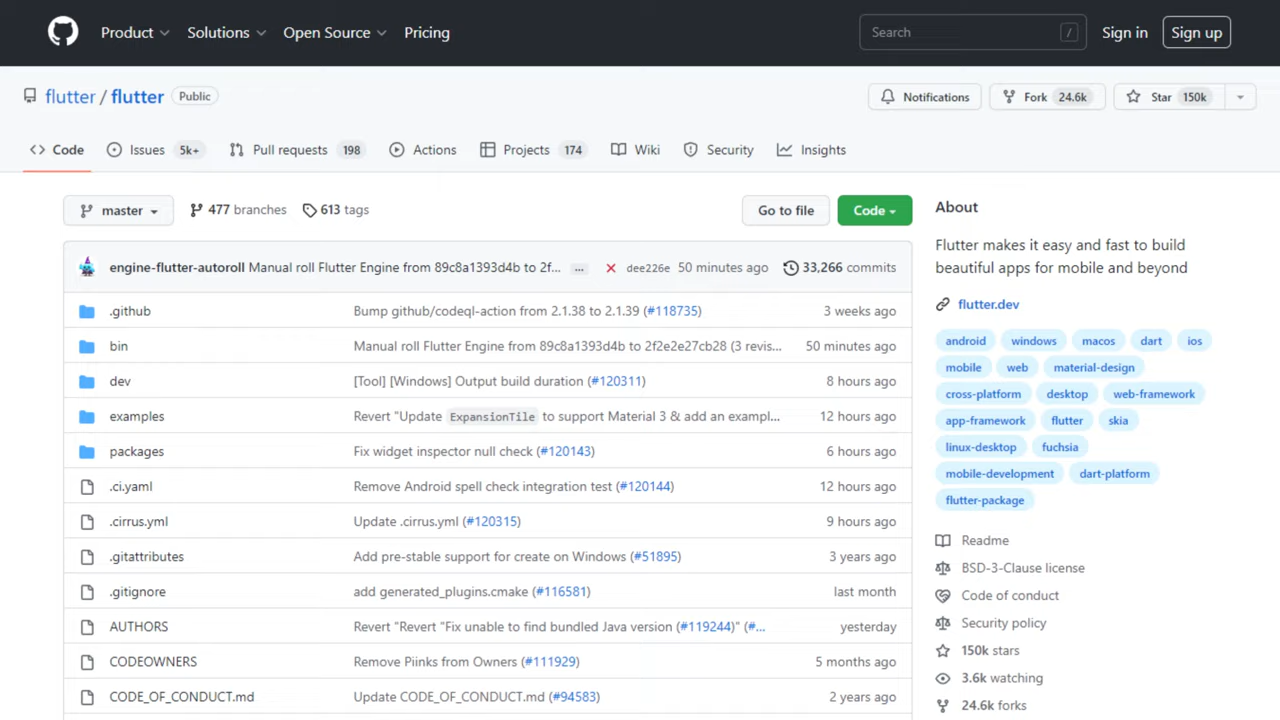 Product Solutions Open Source Pricing Search / Sign in Sign up
flutter / flutter Public Notifications Fork 24.6k Star 150k
Code Issues 5k+ Pull requests 198 Actions Projects 174 Wiki Security Insights
master 477 branches 613 tags Go to file Code
engine-flutter-autoroll Manual roll Flutter Engine from 89c8a1393d4b to 2f... ... dee226e 50 minutes ago 33,266 commits
.github Bump github/codeql-action from 2.1.38 to 2.1.39 (#118735) 3 weeks ago
bin Manual roll Flutter Engine from 89c8a1393d4b to 2f2e2e27cb28 (3 revis... 50 minutes ago
dev [Tool] [Windows] Output build duration (#120311) 8 hours ago
examples Revert "Update ExpansionTile to support Material 3 & add an exampl... 12 hours ago
packages Fix widget inspector null check (#120143) 6 hours ago
.ci.yaml Remove Android spell check integration test (#120144) 12 hours ago
.cirrus.yml Update .cirrus.yml (#120315) 9 hours ago
.gitattributes Add pre-stable support for create on Windows (#51895) 3 years ago
.gitignore add generated_plugins.cmake (#116581) last month
AUTHORS Revert "Revert "Fix unable to find bundled Java version (#119244)" (#... yesterday
CODEOWNERS Remove Piinks from Owners (#111929) 5 months ago
CODE_OF_CONDUCT.md Update CODE_OF_CONDUCT.md (#94583) 2 years ago
About
Flutter makes it easy and fast to build
beautiful apps for mobile and beyond
flutter.dev
android windows macos dart ios
mobile web material-design
cross-platform desktop web-framework
app-framework flutter skia
linux-desktop fuchsia
mobile-development dart-platform
flutter-package
Readme
BSD-3-Clause license
Code of conduct
Security policy
150k stars
3.6k watching
24.6k forks